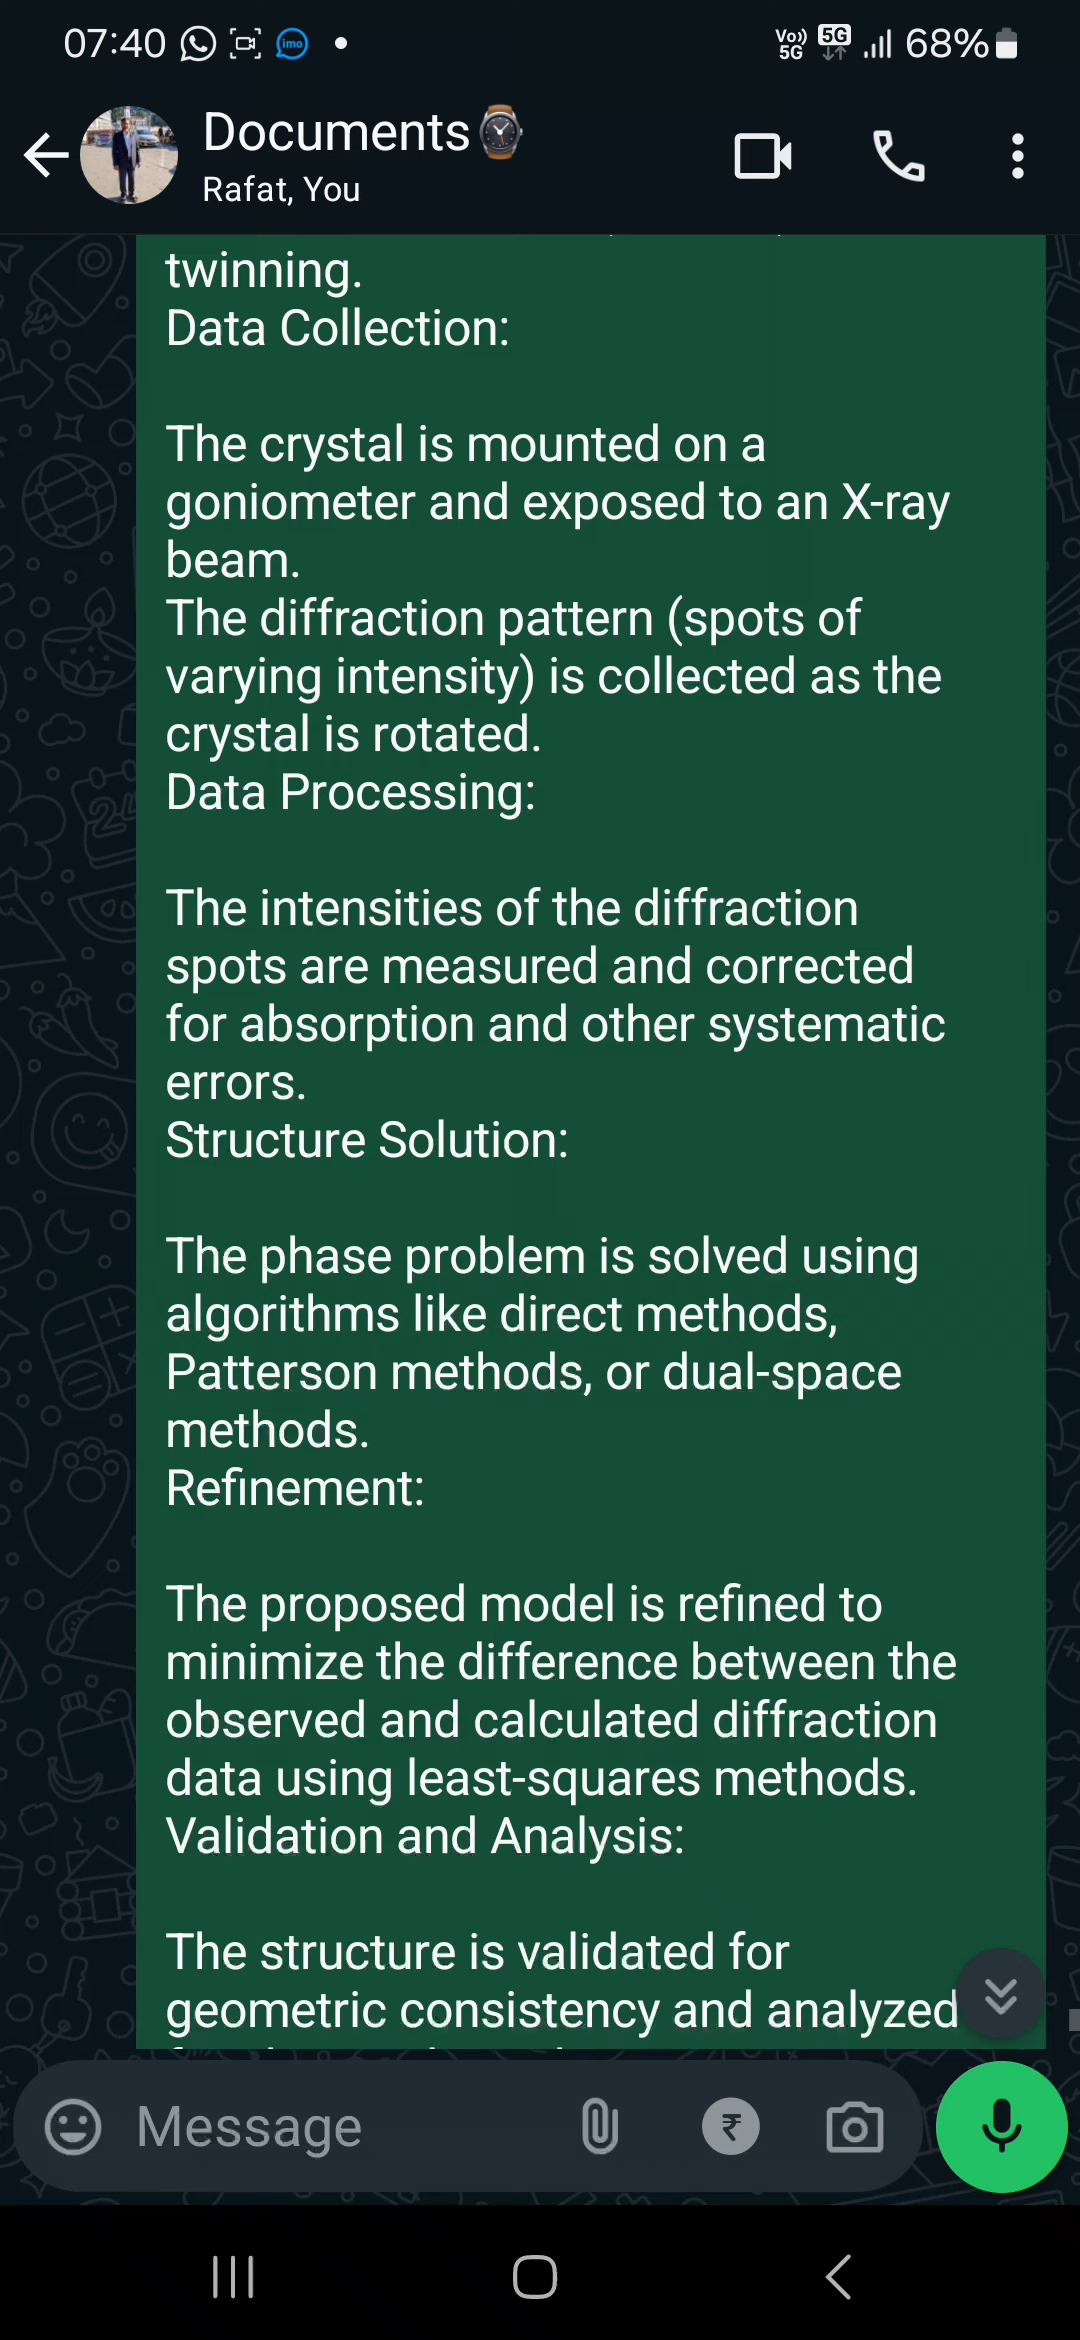 07:40 imo Vo)) 5G 5G 68%
Documents
Rafat, You
twinning.
Data Collection:
The crystal is mounted on a
goniometer and exposed to an X-ray
beam.
The diffraction pattern (spots of
varying intensity) is collected as the
crystal is rotated.
Data Processing:
The intensities of the diffraction
spots are measured and corrected
for absorption and other systematic
errors.
Structure Solution:
The phase problem is solved using
algorithms like direct methods,
Patterson methods, or dual-space
methods.
Refinement:
The proposed model is refined to
minimize the difference between the
observed and calculated diffraction
data using least-squares methods.
Validation and Analysis:
The structure is validated for
geometric consistency and analyzed
Message ₹